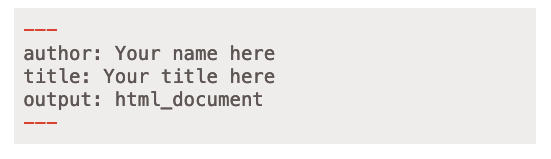 ---
author: Your name here
title: Your title here
output: html_document
---